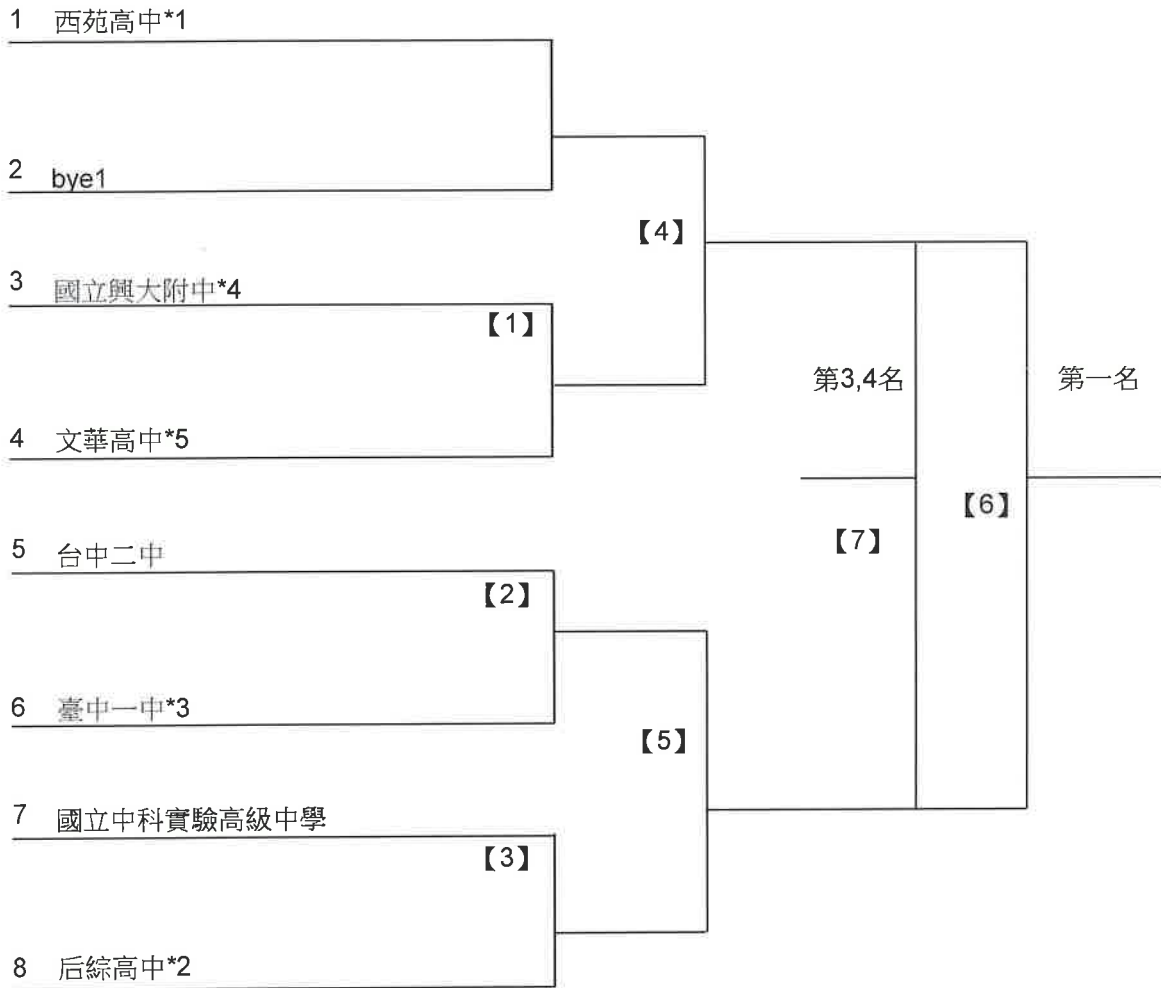 1 西苑高中*1
2 bye1
【4】
3 國立興大附中*4
【1】
第3,4名
第一名
4 文華高中*5
【6】
5 台中二中
【7】
【2】
6 臺中一中*3
【5】
7 國立中科實驗高級中學
【3】
8 后綜高中*2